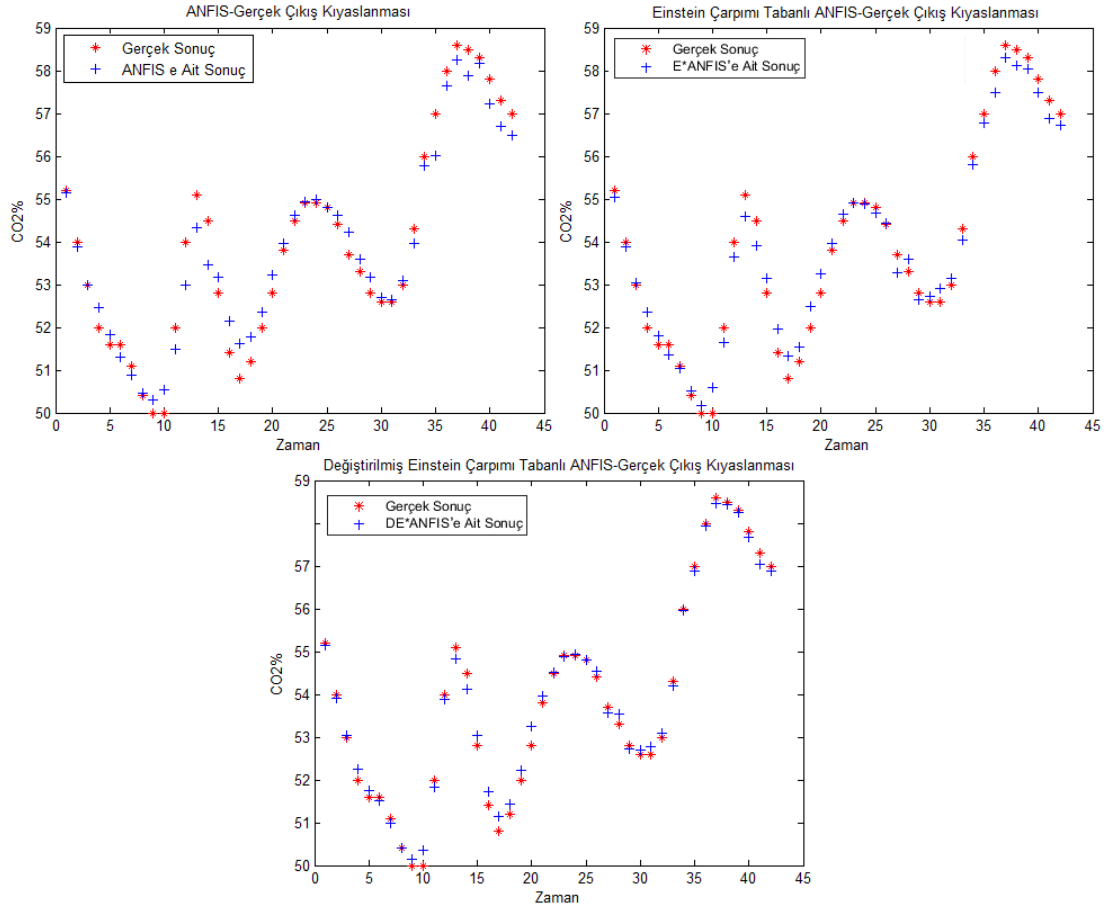 ANFIS-Gerçek Çıkış Kıyaslanması
Gerçek Sonuç
ANFIS e Ait Sonuç
CO2%
59
58
57
56
55
54
53
52
51
50
0 5 10 15 20 25 30 35 40 45
Zaman
Einstein Çarpımı Tabanlı ANFIS-Gerçek Çıkış Kıyaslanması
Gerçek Sonuç
E*ANFIS'e Ait Sonuç
CO2%
59
58
57
56
55
54
53
52
51
50
0 5 10 15 20 25 30 35 40 45
Zaman
Değiştirilmiş Einstein Çarpımı Tabanlı ANFIS-Gerçek Çıkış Kıyaslanması
Gerçek Sonuç
DE*ANFIS'e Ait Sonuç
CO2%
59
57
56
55
54
53
52
51
50
0 5 10 15 20 25 30 35 40 45
Zaman